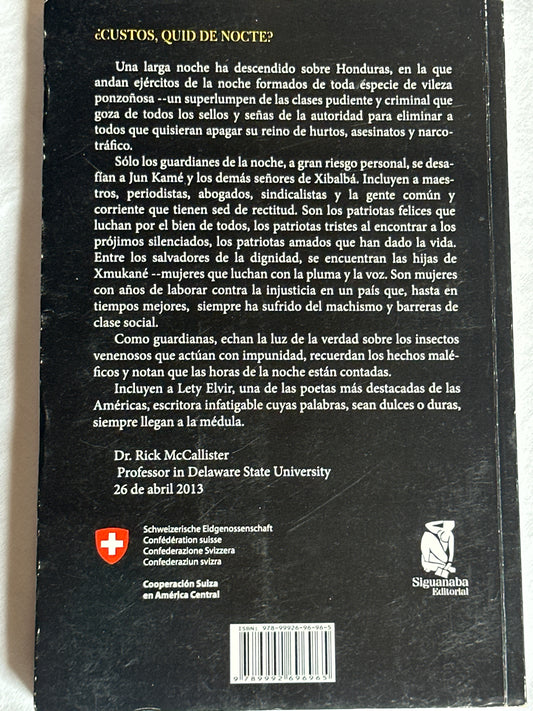 ¿CUSTOS, QUID DE NOCTE?
Una larga noche ha descendido sobre Honduras, en la que
andan ejércitos de la noche formados de toda especie de vileza
ponzoñosa --un superlumpen de las clases pudiente y criminal que
goza de todos los sellos y señas de la autoridad para eliminar a
todos que quisieran apagar su reino de hurtos, asesinatos y narco-
tráfico.
Sólo los guardianes de la noche, a gran riesgo personal, se desa-
fían a Jun Kamé y los demás señores de Xibalbá. Incluyen a maes-
tros, periodistas, abogados, sindicalistas y la gente común y
corriente que tienen sed de rectitud. Son los patriotas felices que
luchan por el bien de todos, los patriotas tristes al encontrar a los
prójimos silenciados, los patriotas amados que han dado la vida.
Entre los salvadores de la dignidad, se encuentran las hijas de
Xmukané --mujeres que luchan con la pluma y la voz. Son mujeres
con años de laborar contra la injusticia en un país que, hasta en
tiempos mejores, siempre ha sufrido del machismo y barreras de
clase social.
Como guardianas, echan la luz de la verdad sobre los insectos
venenosos que actúan con impunidad, recuerdan los hechos malé-
ficos y notan que las horas de la noche están contadas.
Incluyen a Lety Elvir, una de las poetas más destacadas de las
Américas, escritora infatigable cuyas palabras, sean dulces o duras,
siempre llegan a la médula.
Dr. Rick McCallister
Professor in Delaware State University
26 de abril 2013
Schweizerische Eidgenossenschaft
Confédération suisse
Confederazione Svizzera
Confederaziun svizra
Cooperación Suiza
en América Central
Siguanaba
Editorial
ISBN: 978-99926-96-96-5
9 789992 696965